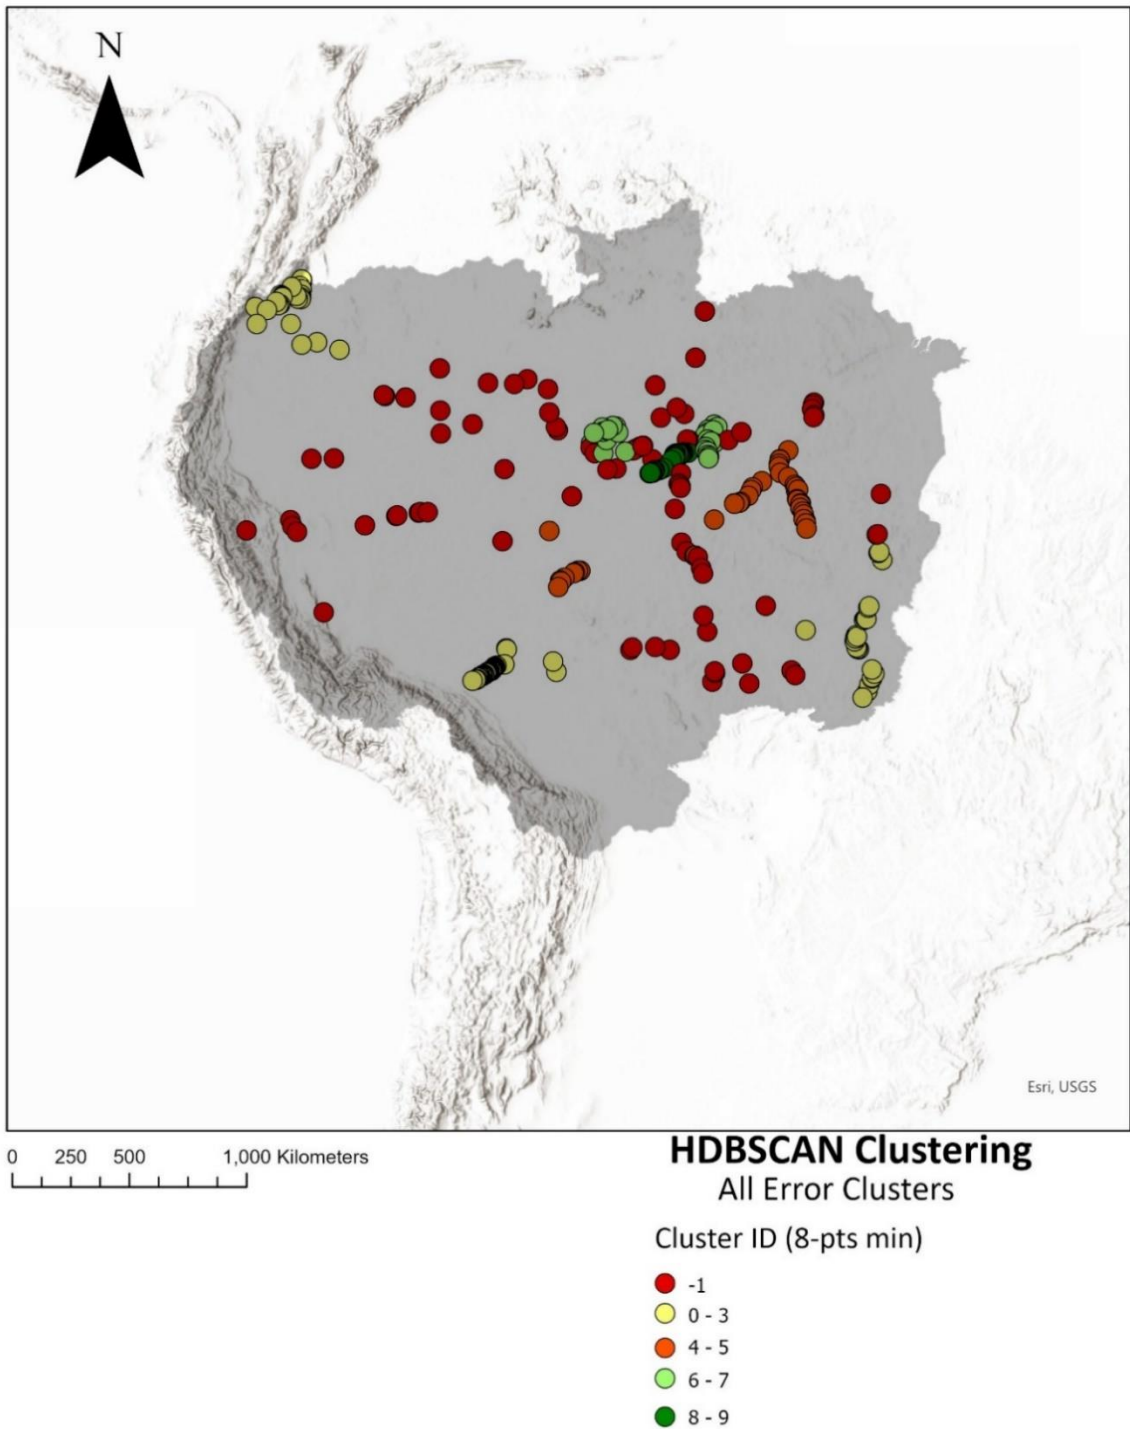 N
Esri, USGS
0 250 500 1,000 Kilometers
HDBSCAN Clustering
All Error Clusters
Cluster ID (8-pts min)
-1
0 - 3
4 - 5
6 - 7
8 - 9